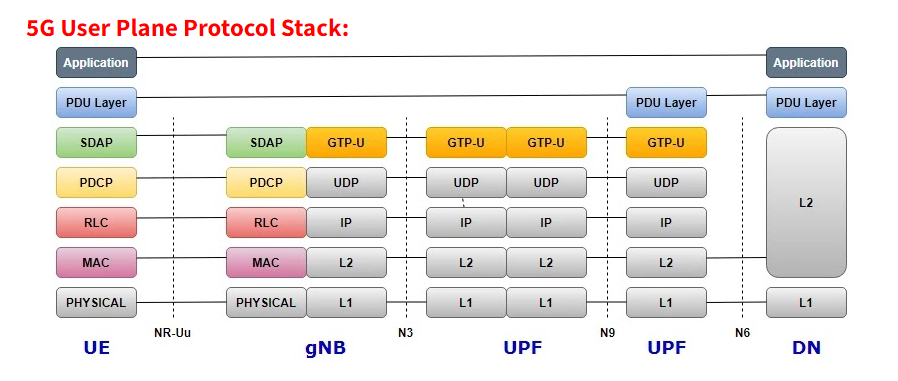 5G User Plane Protocol Stack:
Application Application
PDU Layer PDU Layer PDU Layer
SDAP SDAP GTP-U GTP-U GTP-U GTP-U
PDCP PDCP UDP UDP UDP UDP
L2
RLC RLC IP IP IP IP
MAC MAC L2 L2 L2 L2
PHYSICAL PHYSICAL L1 L1 L1 L1 L1
NR-Uu N3 N9 N6
UE gNB UPF UPF DN